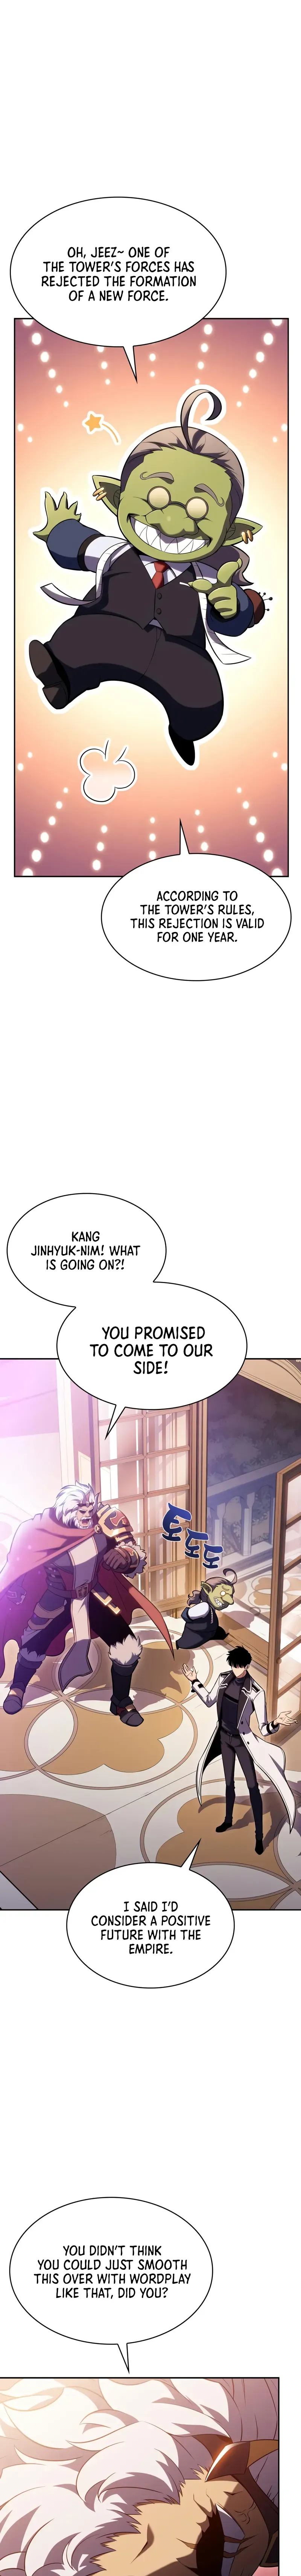 OH, JEEZ~ ONE OF
THE TOWER'S FORCES HAS
REJECTED THE FORMATION
OF A NEW FORCE.
ACCORDING TO
THE TOWER'S RULES,
THIS REJECTION IS VALID
FOR ONE YEAR.
KANG
JINHYUK-NIM! WHAT
IS GOING ON?!
YOU PROMISED
TO COME TO OUR
SIDE!
토도도
I SAID I'D
CONSIDER A POSITIVE
FUTURE WITH THE
EMPIRE.
YOU DIDN'T THINK
YOU COULD JUST SMOOTH
THIS OVER WITH WORDPLAY
LIKE THAT, DID YOU?